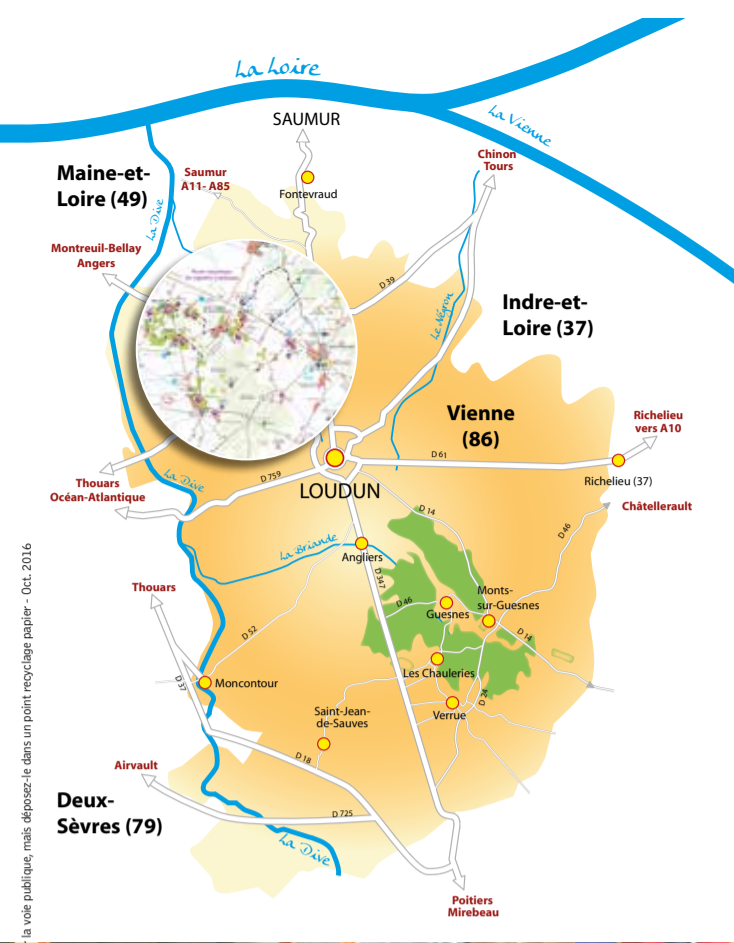 La Loire
La Vienne
SAUMUR
Chinon
Tours
Maine-et-
Loire (49)
Saumur
A11- A85
Fontevraud
La Dive
Montreuil-Bellay
Angers
D 39
Le Négron
Indre-et-
Loire (37)
Vienne
(86)
Richelieu
vers A10
D 61
Richelieu (37)
Thouars
Océan-Atlantique
La Dive
D 759
LOUDUN
Châtellerault
D 14
D 46
La Briande
Angliers
D 347
Thouars
Monts-
sur-Guesnes
D 46
Guesnes
D 14
D 52
Les Chauleries
D 37
Moncontour
D 24
Saint-Jean-
de-Sauves
Verrue
D 18
Airvault
Deux-
Sèvres (79)
D 725
La Dive
Poitiers
Mirebeau
la voie publique, mais déposez-le dans un point recyclage papier - Oct. 2016